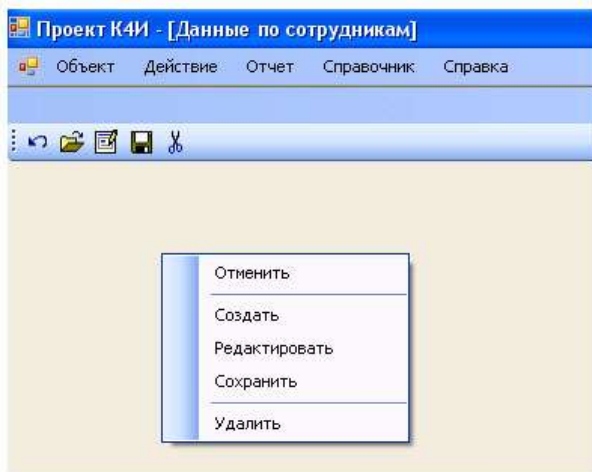 Проект К4И - [Данные по сотрудникам]
Объект Действие Отчет Справочник Справка
Отменить
Создать
Редактировать
Сохранить
Удалить